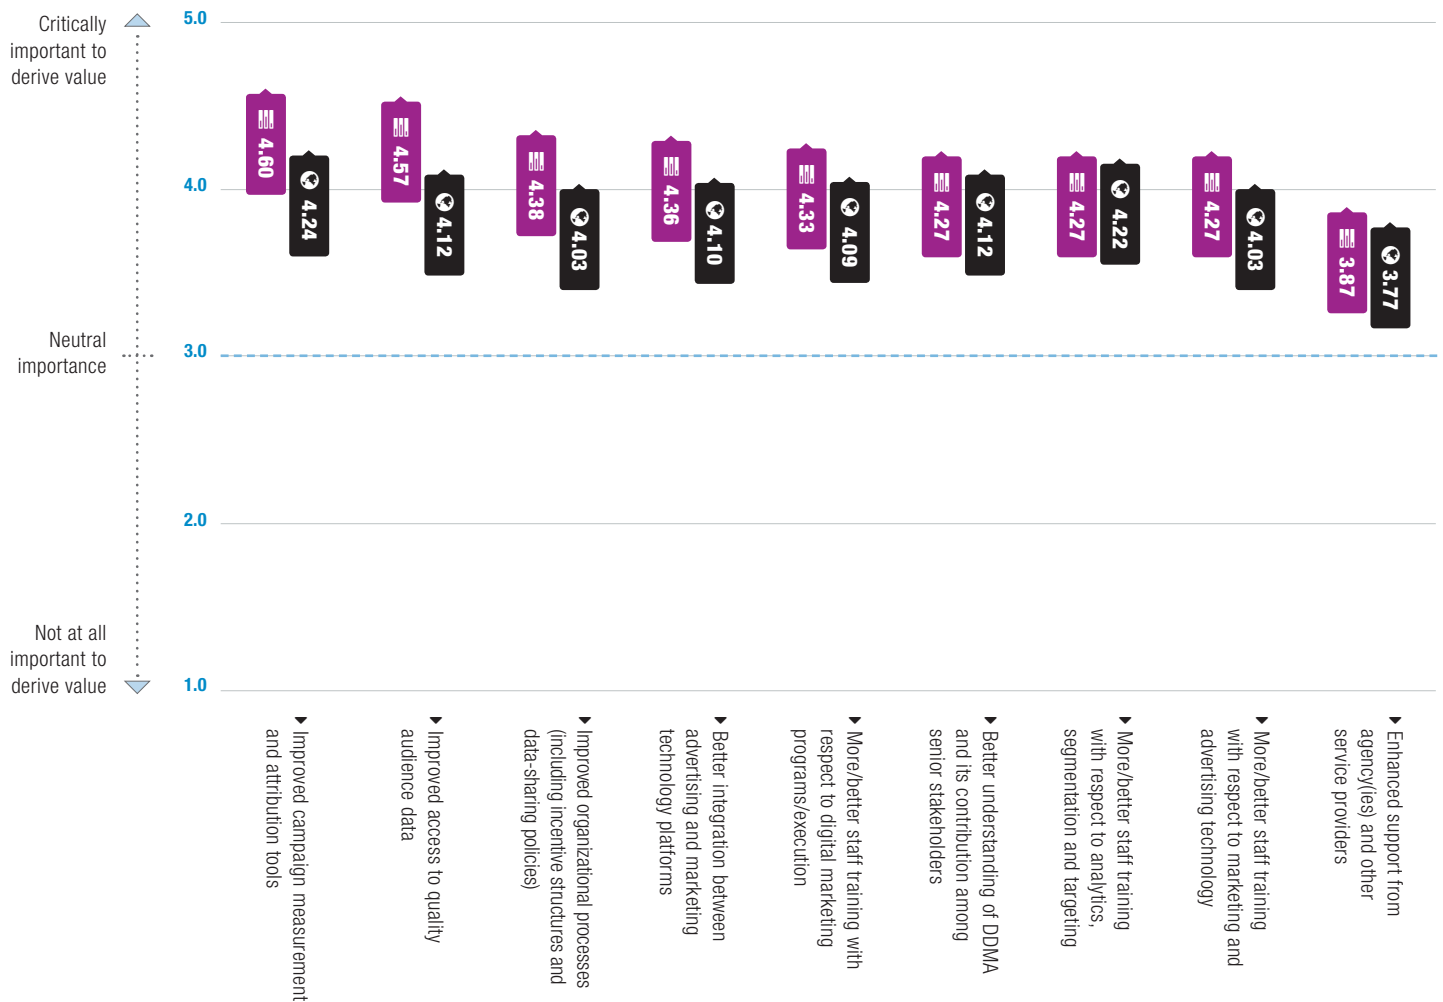 Critically
important to
derive value
Neutral
importance
Not at all
important to
derive value
5.0
4.0
3.0
2.0
1.0
4.60
4.24
4.57
4.12
4.38
4.03
4.36
4.10
4.33
4.09
4.27
4.12
4.27
4.22
4.27
4.03
3.87
3.77
Improved campaign measurement
and attribution tools
Improved access to quality
audience data
Improved organizational processes
(including incentive structures and
data-sharing policies)
Better integration between
advertising and marketing
technology platforms
More/better staff training with
respect to digital marketing
programs/execution
Better understanding of DDMA
and its contribution among
senior stakeholders
More/better staff training
with respect to analytics,
segmentation and targeting
More/better staff training
with respect to marketing and
advertising technology
Enhanced support from
agency(ies) and other
service providers